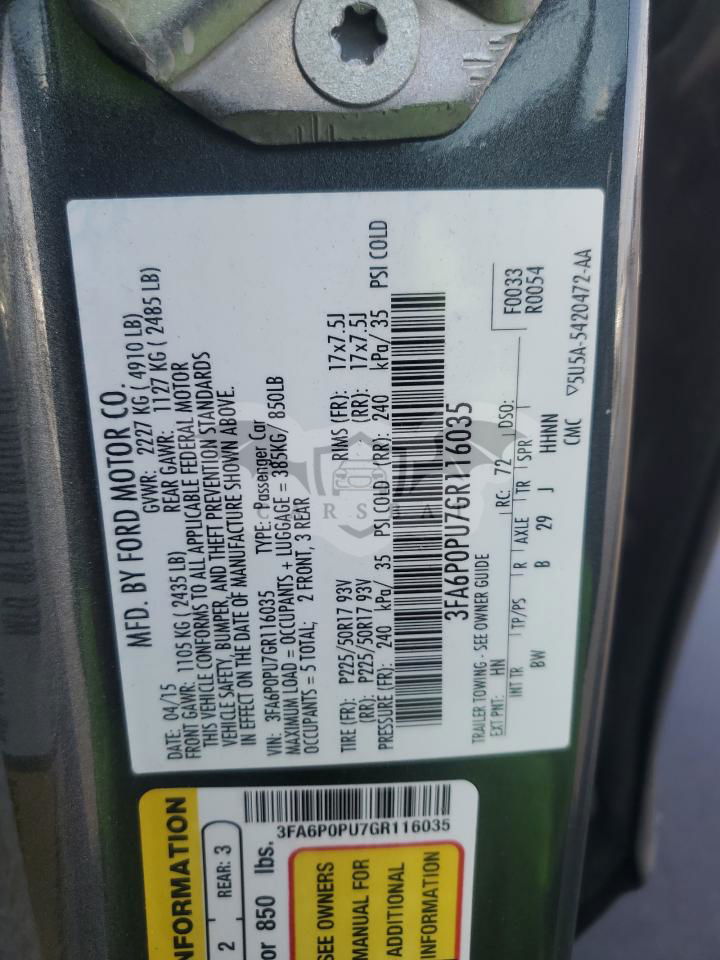 MFD. BY FORD MOTOR CO.
DATE: 04/15 GVWR: 2227 KG ( 4910 LB)
FRONT GAWR: 1105 KG ( 2435 LB) REAR GAWR: 1127 KG ( 2485 LB)
THIS VEHICLE CONFORMS TO ALL APPLICABLE FEDERAL MOTOR
VEHICLE SAFETY, BUMPER, AND THEFT PREVENTION STANDARDS
IN EFFECT ON THE DATE OF MANUFACTURE SHOWN ABOVE.
VIN: 3FA6P0PU7GR116035 TYPE: Passenger Car
MAXIMUM LOAD = OCCUPANTS + LUGGAGE = 385KG/ 850LB
OCCUPANTS = 5 TOTAL; 2 FRONT, 3 REAR
TIRE (FR): P225/50R17 93V RIMS (FR): 17x7.5J
(RR): P225/50R17 93V (RR): 17x7.5J
PRESSURE (FR): 240 kPa/ 35 PSI COLD (RR): 240 kPa/ 35 PSI COLD
3FA6P0PU7GR116035
TRAILER TOWING - SEE OWNER GUIDE
EXT PNT: HN RC: 72 DSO: F0033
R0054
INT TR TP/PS R AXLE TR SPR
BW B 29 J HHNN
CMC ▽5U5A-5420472-AA
3FA6P0PU7GR116035
NFORMATION
2 REAR: 3
or 850 lbs.
SEE OWNERS
MANUAL FOR
ADDITIONAL
INFORMATION